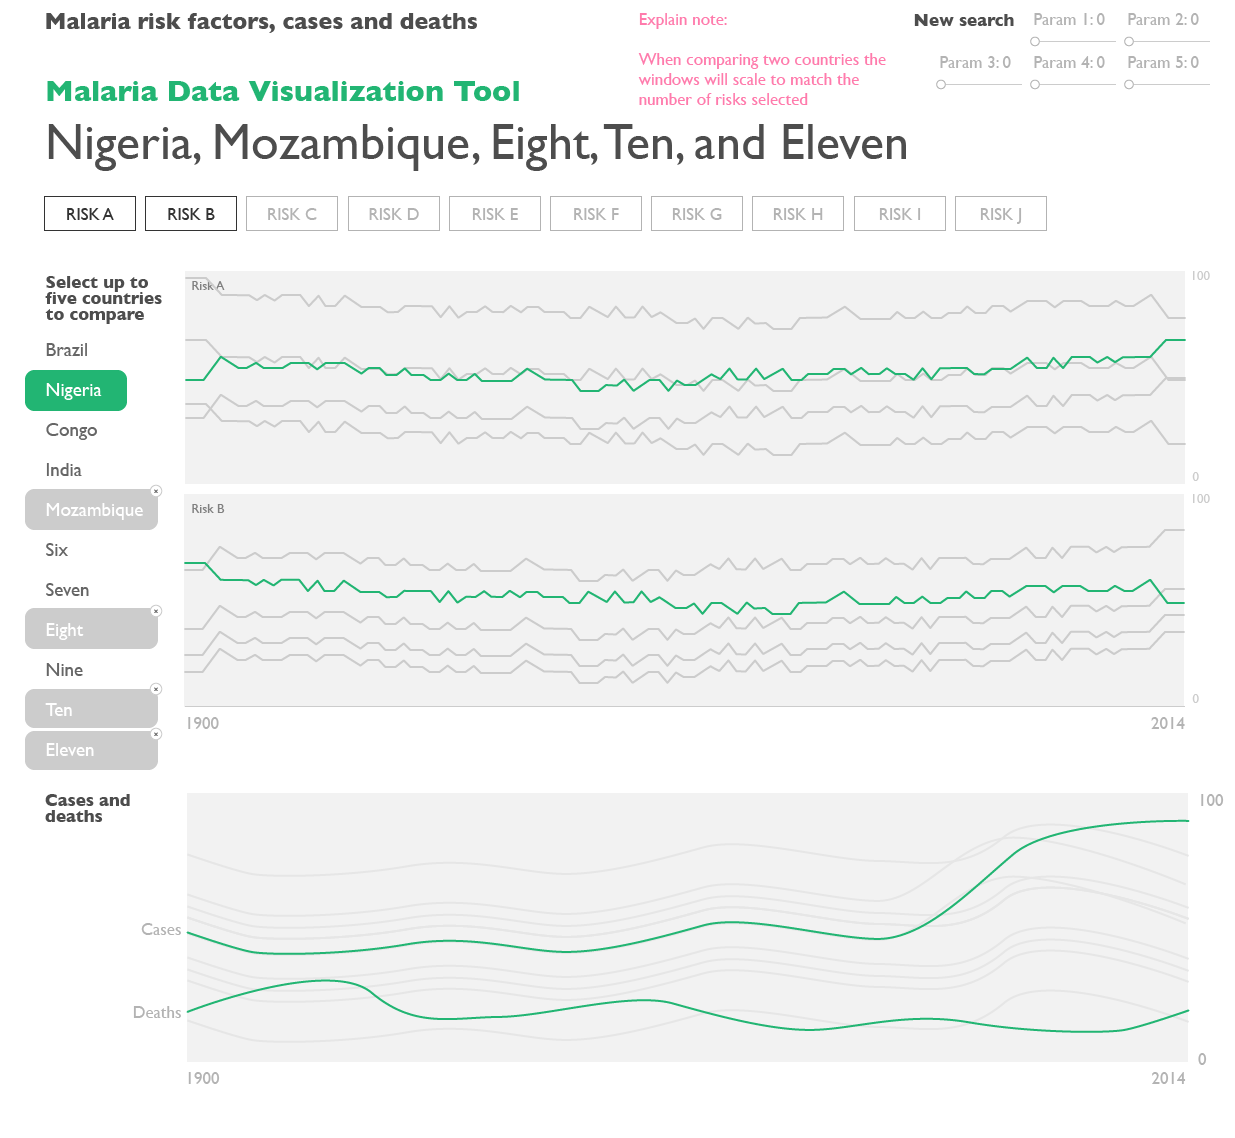 Malaria risk factors, cases and deaths
Explain note:
When comparing two countries the
windows will scale to match the
number of risks selected
New search
Param 1: 0
Param 2: 0
Param 3: 0
Param 4: 0
Param 5: 0
Malaria Data Visualization Tool
Nigeria, Mozambique, Eight, Ten, and Eleven
RISK A
RISK B
RISK C
RISK D
RISK E
RISK F
RISK G
RISK H
RISK I
RISK J
Select up to
five countries
to compare
Brazil
Nigeria
Congo
India
Mozambique
Six
Seven
Eight
Nine
Ten
Eleven
Risk A
100
0
Risk B
100
0
1900
2014
Cases and
deaths
Cases
Deaths
100
0
1900
2014